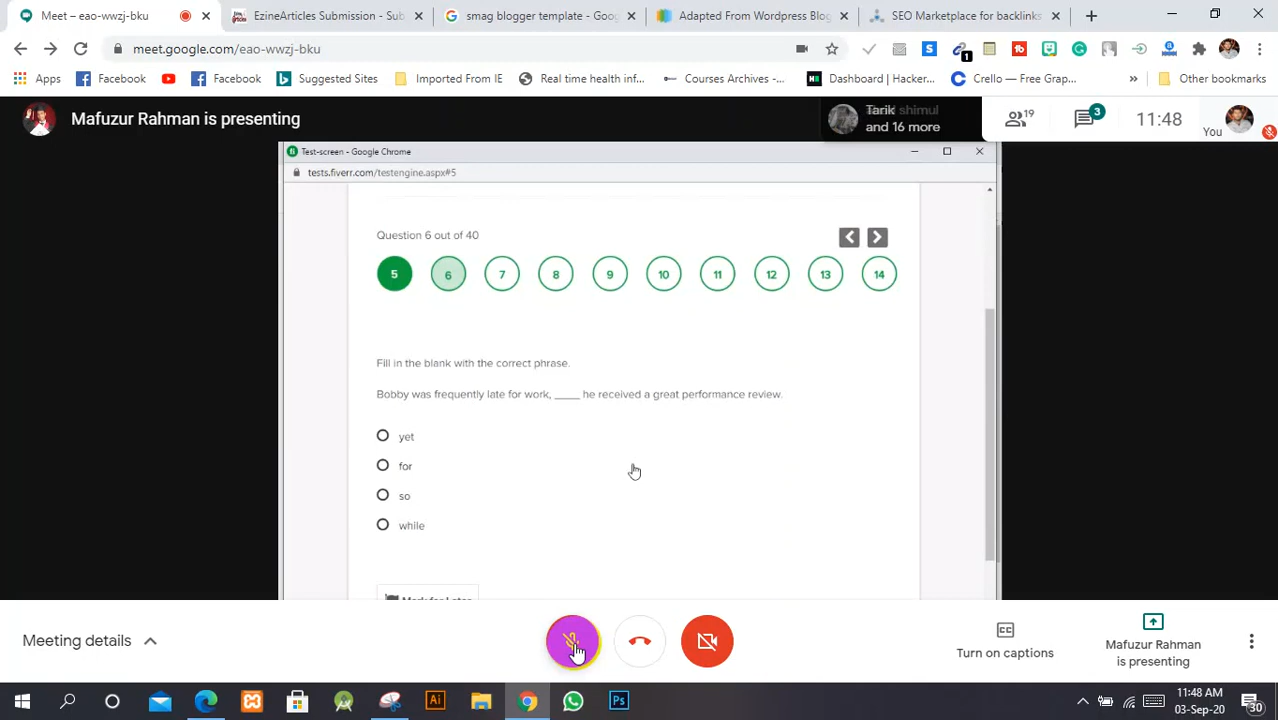 Meet – eao-wwzj-bku
EzineArticles Submission - Sub
smag blogger template - Goog
Adapted From Wordpress Blog
SEO Marketplace for backlinks
meet.google.com/eao-wwzj-bku
1
Apps
Facebook
Facebook
Suggested Sites
Imported From IE
Real time health inf...
Courses Archives -...
Dashboard | Hacker...
Crello — Free Grap...
»
Other bookmarks
Mafuzur Rahman is presenting
Tarik
shimul
and 16 more
19
3
11:48
You
Test-screen - Google Chrome
tests.fiverr.com/testengine.aspx#5
Question 6 out of 40
5 6 7 8 9 10 11 12 13 14
Fill in the blank with the correct phrase.
Bobby was frequently late for work, ____ he received a great performance review.
yet
for
so
while
Meeting details
CC
Turn on captions
Mafuzur Rahman
is presenting
Ai
Ps
11:48 AM
03-Sep-20
30